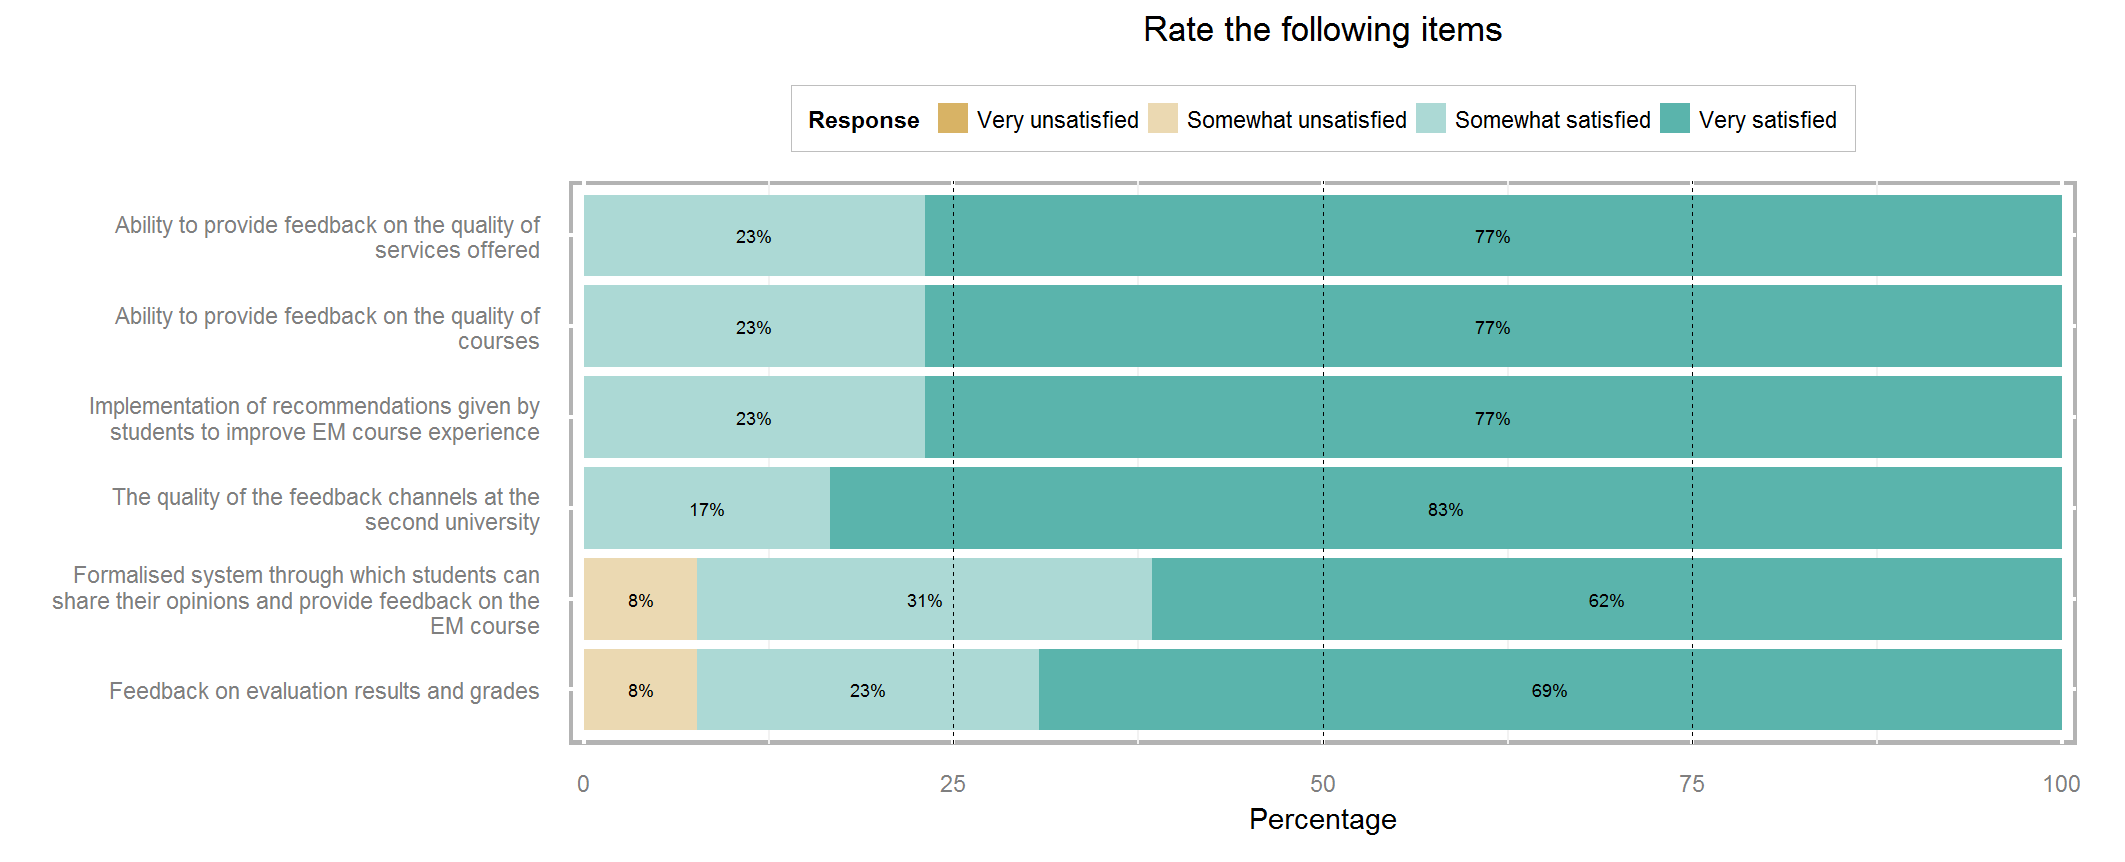 Rate the following items
Response Very unsatisfied Somewhat unsatisfied Somewhat satisfied Very satisfied
Ability to provide feedback on the quality of
services offered
23% 77%
Ability to provide feedback on the quality of
courses
23% 77%
Implementation of recommendations given by
students to improve EM course experience
23% 77%
The quality of the feedback channels at the
second university
17% 83%
Formalised system through which students can
share their opinions and provide feedback on the
EM course
8% 31% 62%
Feedback on evaluation results and grades
8% 23% 69%
0 25 50 75 100
Percentage